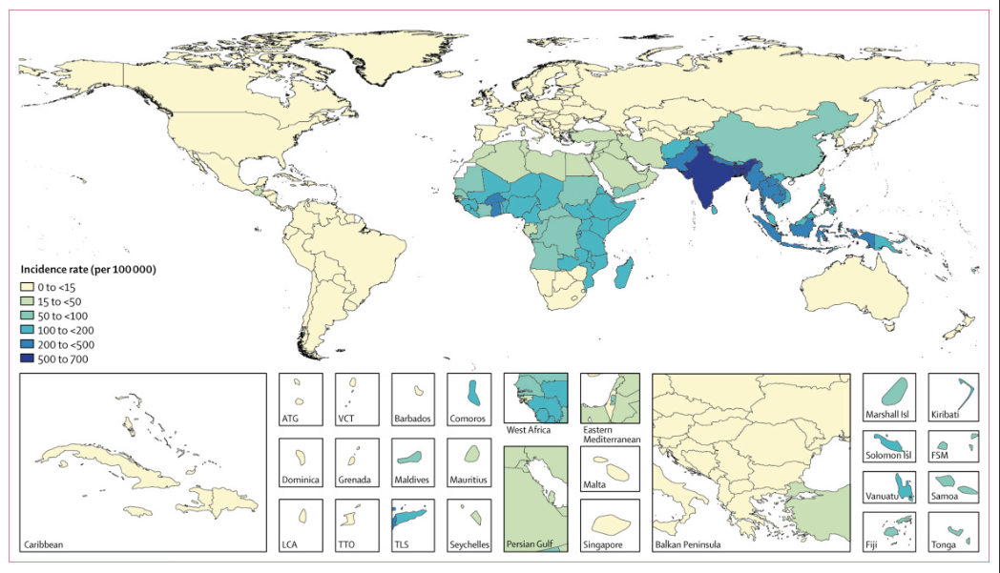 Incidence rate (per 100 000)
0 to <15
15 to <50
50 to <100
100 to <200
200 to <500
500 to 700
Caribbean
ATG
VCT
Barbados
Comoros
West Africa
Eastern
Mediterranean
Marshall Isl
Kiribati
Dominica
Grenada
Maldives
Mauritius
Malta
Solomon Isl
FSM
Vanuatu
Samoa
LCA
TTO
TLS
Seychelles
Persian Gulf
Singapore
Balkan Peninsula
Fiji
Tonga